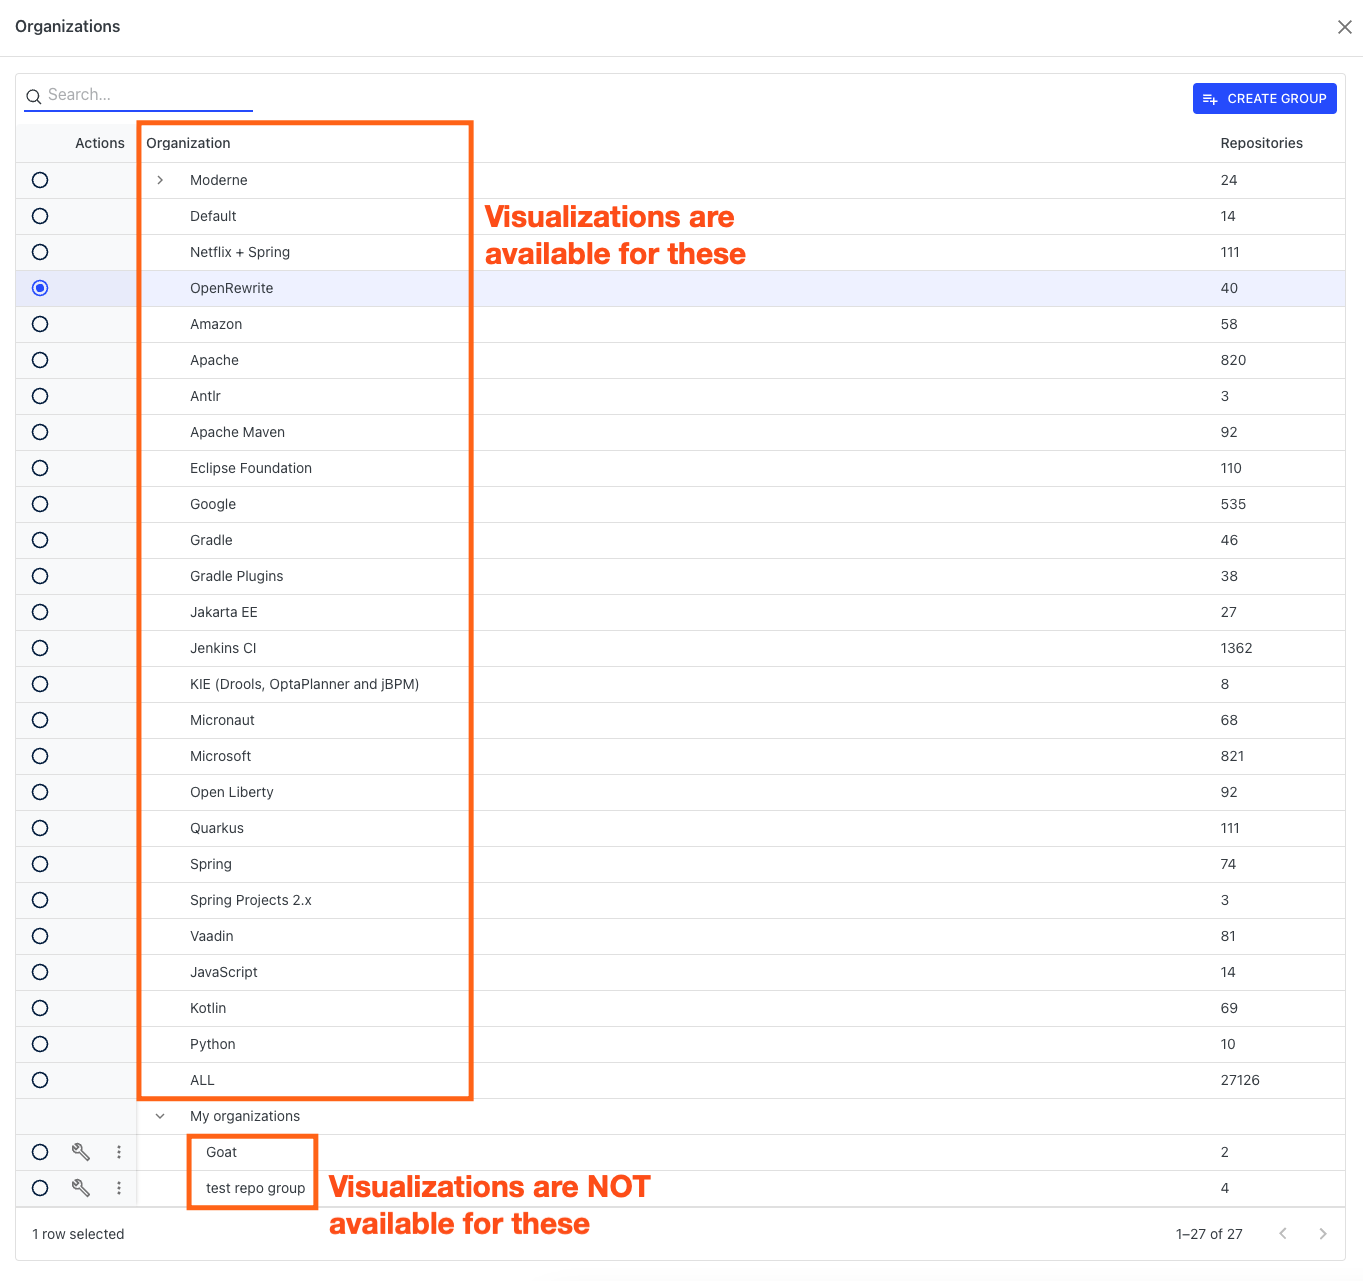 Organizations
Search...
CREATE GROUP
Actions Organization Repositories
Moderne 24
Default 14
Netflix + Spring 111
OpenRewrite 40
Amazon 58
Apache 820
Antlr 3
Apache Maven 92
Eclipse Foundation 110
Google 535
Gradle 46
Gradle Plugins 38
Jakarta EE 27
Jenkins CI 1362
KIE (Drools, OptaPlanner and jBPM) 8
Micronaut 68
Microsoft 821
Open Liberty 92
Quarkus 111
Spring 74
Spring Projects 2.x 3
Vaadin 81
JavaScript 14
Kotlin 69
Python 10
ALL 27126
Visualizations are
available for these
My organizations
Goat 2
test repo group 4
Visualizations are NOT
available for these
1 row selected 1–27 of 27